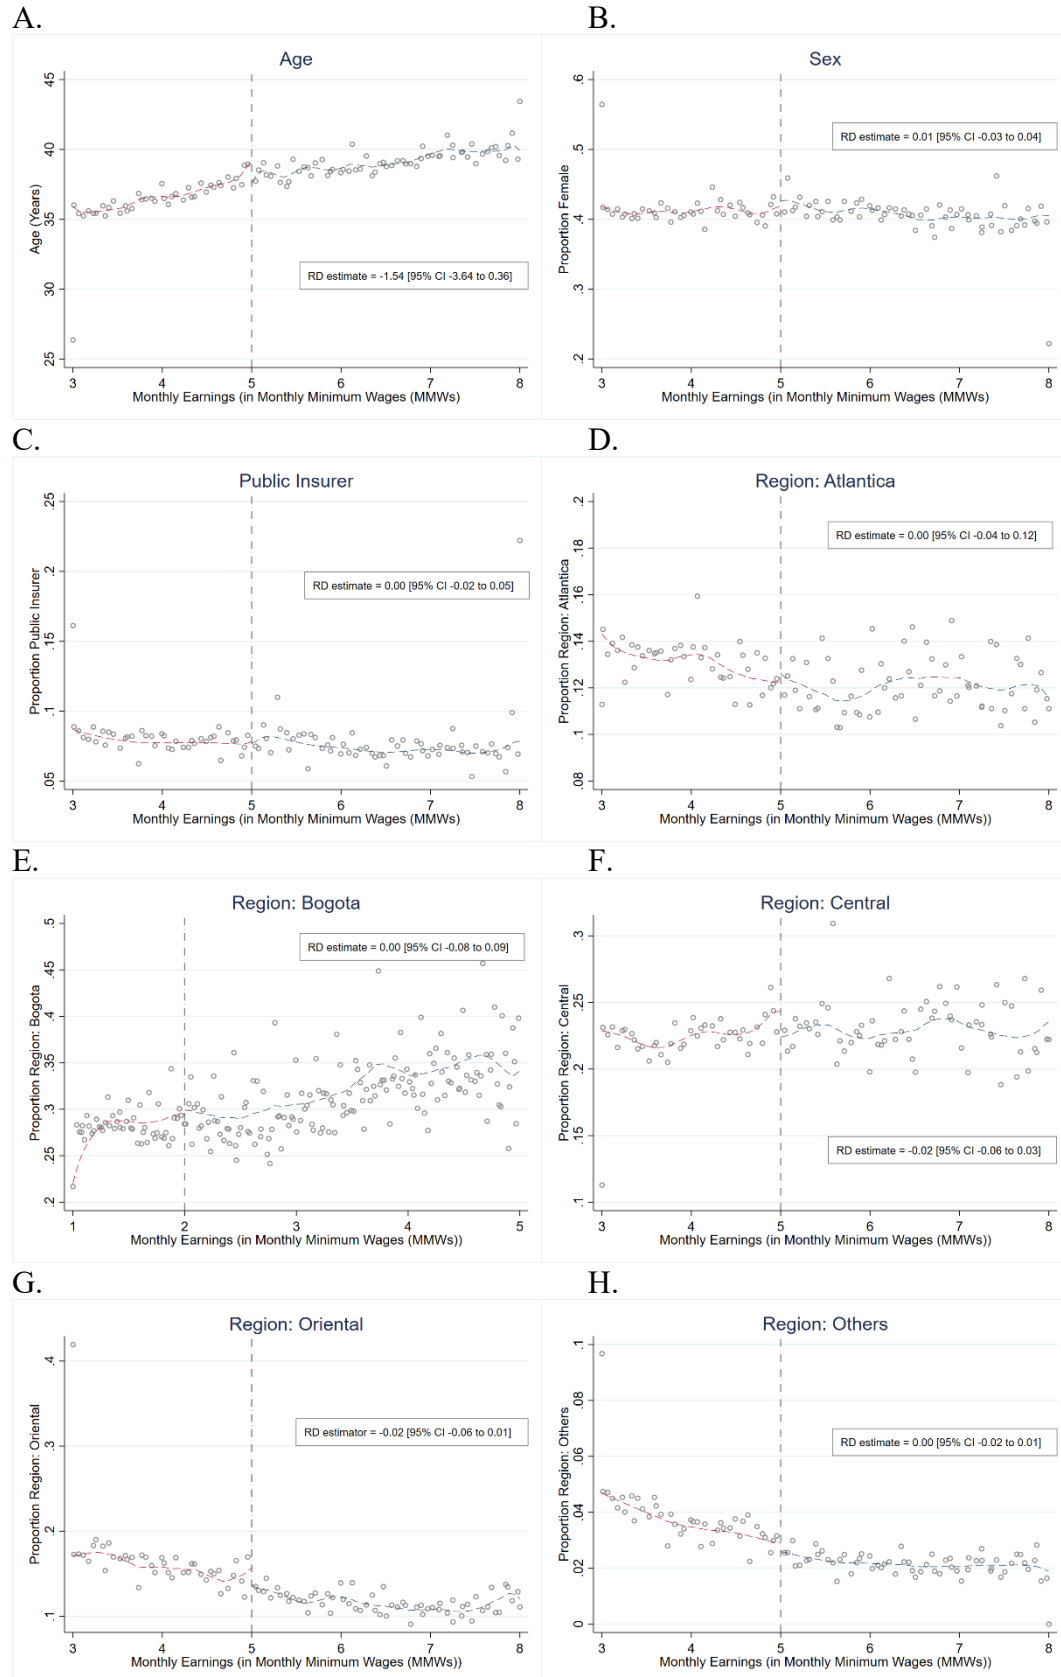 A.
B.
Age
Sex
45
40
35
30
25
Age (Years)
RD estimate = -1.54 [95% CI -3.64 to 0.36]
3 4 5 6 7 8
Monthly Earnings (in Monthly Minimum Wages (MMWs)
.6
.5
.4
.3
.2
Proportion Female
RD estimate = 0.01 [95% CI -0.03 to 0.04]
3 4 5 6 7 8
Monthly Earnings (in Monthly Minimum Wages (MMWs)
C.
D.
Public Insurer
Region: Atlantica
.25
.2
.15
.1
.05
Proportion Public Insurer
RD estimate = 0.00 [95% CI -0.02 to 0.05]
3 4 5 6 7 8
Monthly Earnings (in Monthly Minimum Wages (MMWs)
.2
.18
.16
.14
.12
.1
.08
Proportion Region: Atlantica
RD estimate = 0.00 [95% CI -0.04 to 0.12]
3 4 5 6 7 8
Monthly Earnings (in Monthly Minimum Wages (MMWs))
E.
F.
Region: Bogota
Region: Central
.5
.45
.4
.35
.3
.25
.2
Proportion Region: Bogota
RD estimate = 0.00 [95% CI -0.08 to 0.09]
1 2 3 4 5
Monthly Earnings (in Monthly Minimum Wages (MMWs))
.3
.25
.2
.15
.1
Proportion Region: Central
RD estimate = -0.02 [95% CI -0.06 to 0.03]
3 4 5 6 7 8
Monthly Earnings (in Monthly Minimum Wages (MMWs))
G.
H.
Region: Oriental
Region: Others
.4
.3
.2
.1
Proportion Region: Oriental
RD estimator = -0.02 [95% CI -0.06 to 0.01]
3 4 5 6 7 8
Monthly Earnings (in Monthly Minimum Wages (MMWs))
.1
.08
.06
.04
.02
0
Proportion Region: Others
RD estimate = 0.00 [95% CI -0.02 to 0.01]
3 4 5 6 7 8
Monthly Earnings (in Monthly Minimum Wages (MMWs))